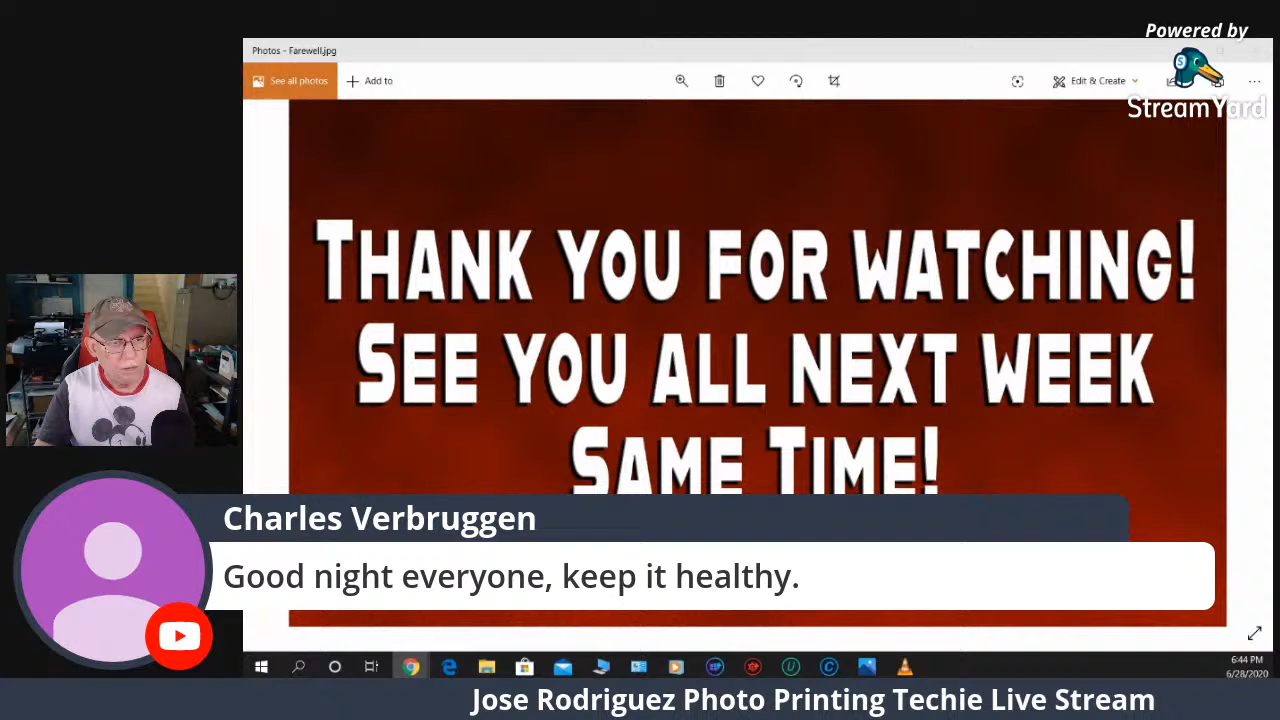 Powered by
StreamYard
Photos - Farewell.jpg
See all photos
Add to
Edit & Create
THANK YOU FOR WATCHING!
SEE YOU ALL NEXT WEEK
SAME TIME!
Charles Verbruggen
Good night everyone, keep it healthy.
6:44 PM
6/28/2020
Jose Rodriguez Photo Printing Techie Live Stream